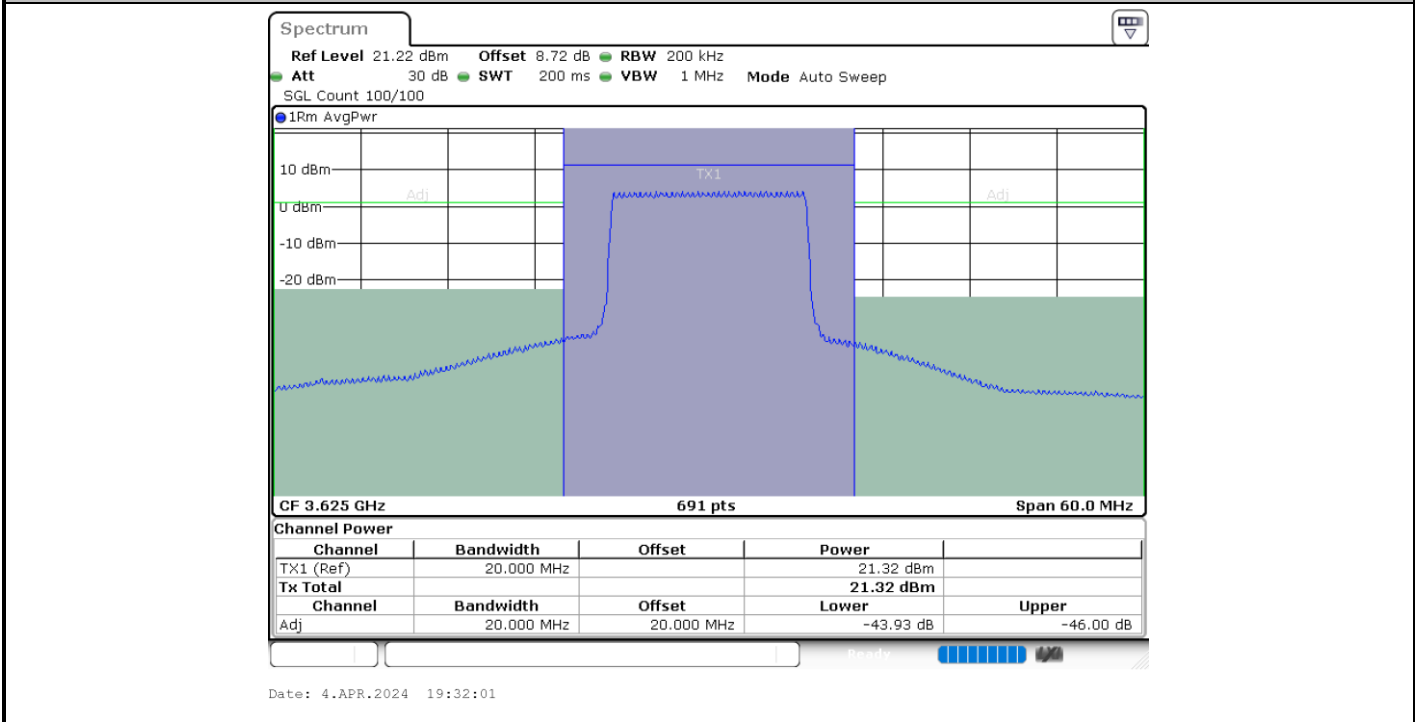 Spectrum
Ref Level 21.22 dBm Offset 8.72 dB RBW 200 kHz
Att 30 dB SWT 200 ms VBW 1 MHz Mode Auto Sweep
SGL Count 100/100
1Rm AvgPwr
10 dBm
TX1
Adj Adj
0 dBm
-10 dBm
-20 dBm
CF 3.625 GHz 691 pts Span 60.0 MHz
Channel Power
Channel Bandwidth Offset Power
TX1 (Ref) 20.000 MHz 21.32 dBm
Tx Total 21.32 dBm
Channel Bandwidth Offset Lower Upper
Adj 20.000 MHz 20.000 MHz -43.93 dB -46.00 dB
Ready
Date: 4.APR.2024 19:32:01